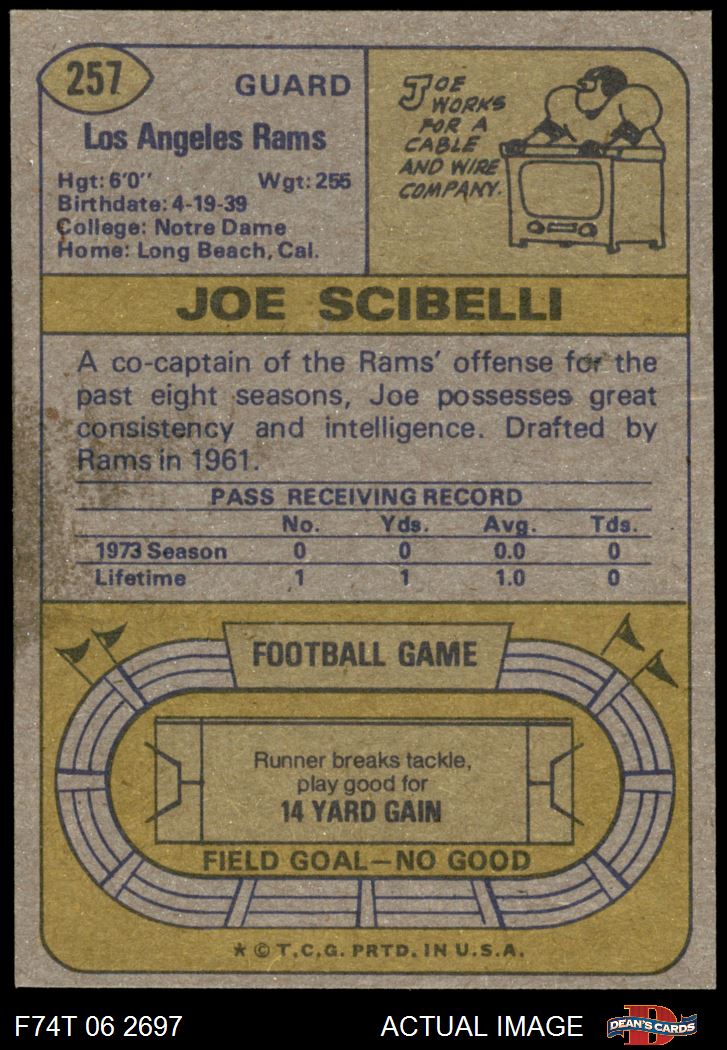 257
GUARD
Los Angeles Rams
Hgt: 6'0" Wgt: 255
Birthdate: 4-19-39
College: Notre Dame
Home: Long Beach, Cal.
JOE
WORKS
FOR A
CABLE
AND WIRE
COMPANY.
JOE SCIBELLI
A co-captain of the Rams' offense for the
past eight seasons, Joe possesses great
consistency and intelligence. Drafted by
Rams in 1961.
PASS RECEIVING RECORD
No. Yds. Avg. Tds.
1973 Season 0 0 0.0 0
Lifetime 1 1 1.0 0
FOOTBALL GAME
Runner breaks tackle,
play good for
14 YARD GAIN
FIELD GOAL—NO GOOD
* © T.C.G. PRTD. IN U.S.A.
F74T 06 2697 ACTUAL IMAGE
D
DEAN'S CARDS